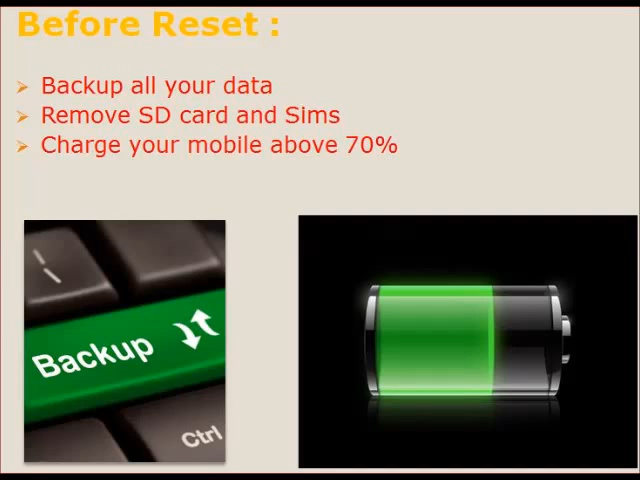 Before Reset :
Backup all your data
Remove SD card and Sims
Charge your mobile above 70%
Backup
Ctrl